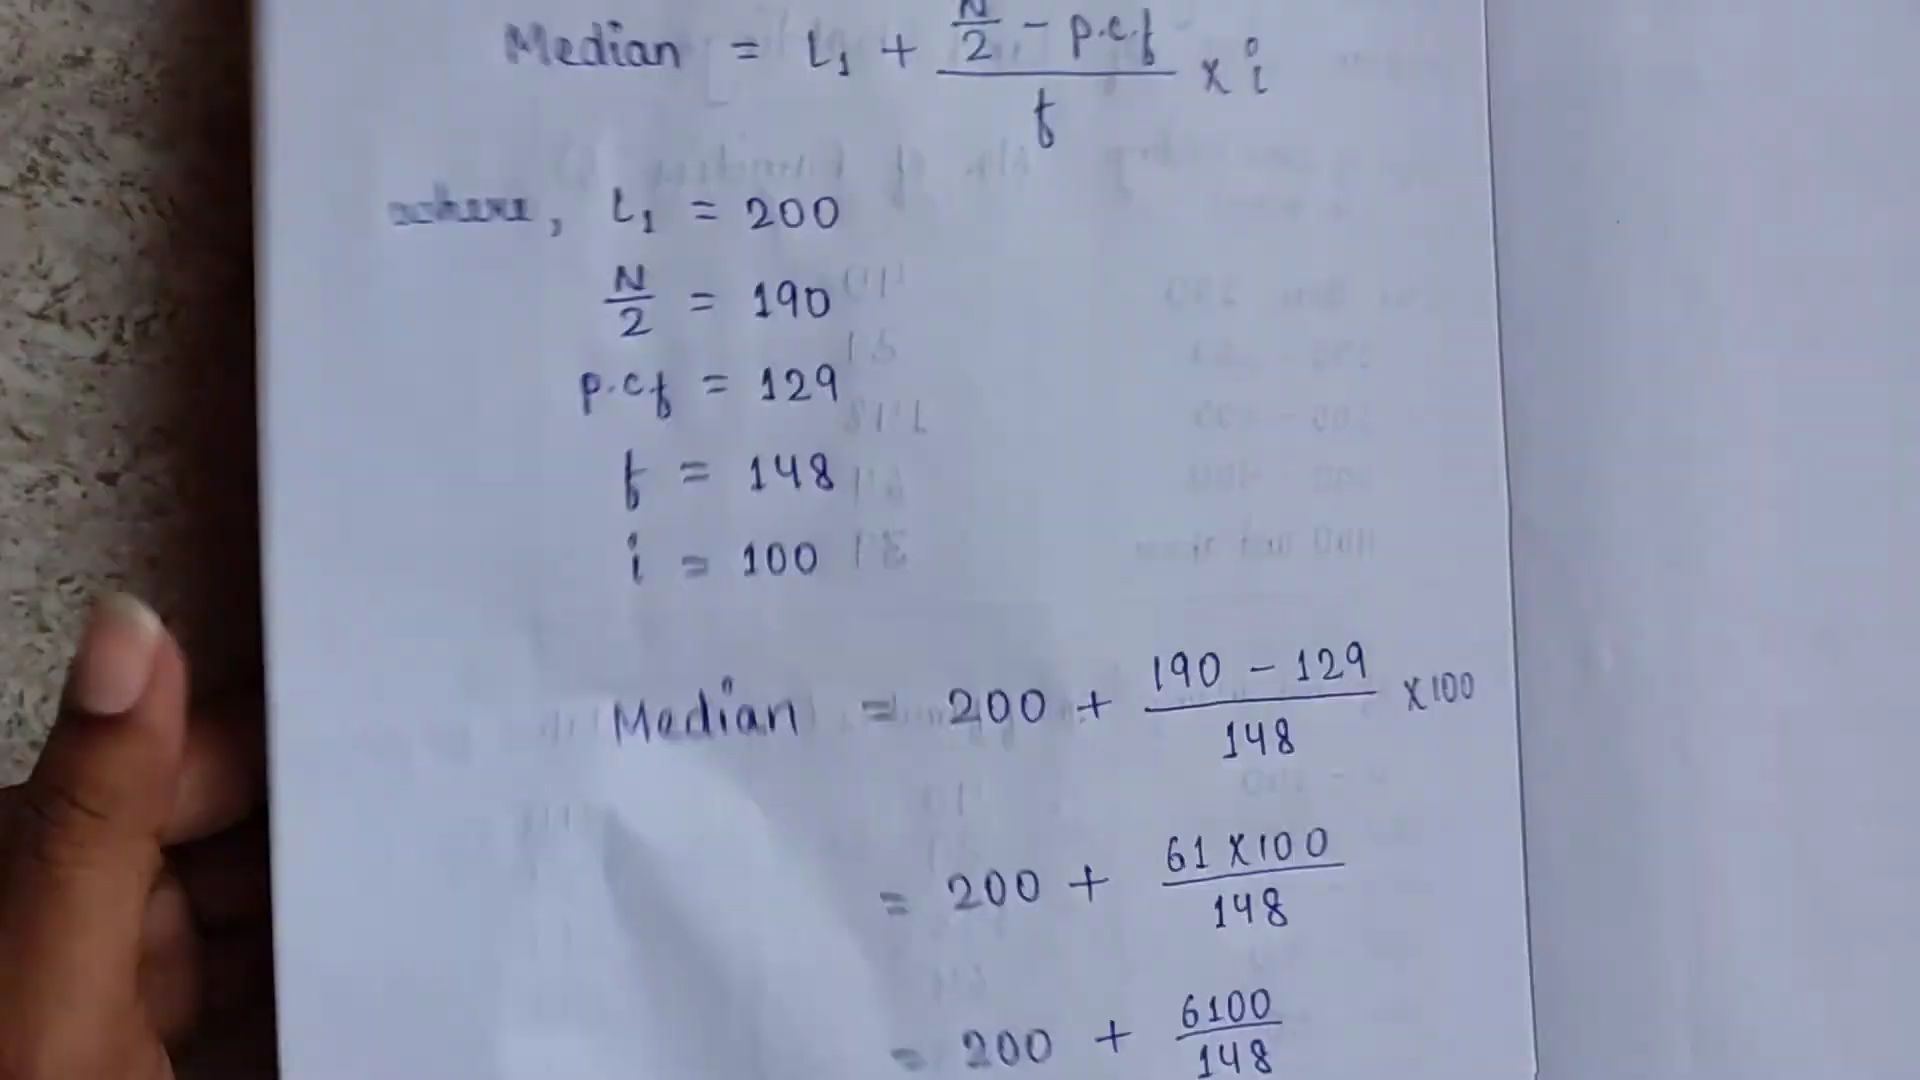 Median = L₁ + (N/2 - p.c.f)/f × i
where, L₁ = 200
N/2 = 190
p.c.f = 129
f = 148
i = 100
Median = 200 + (190 - 129)/148 × 100
= 200 + (61 × 100)/148
= 200 + 6100/148